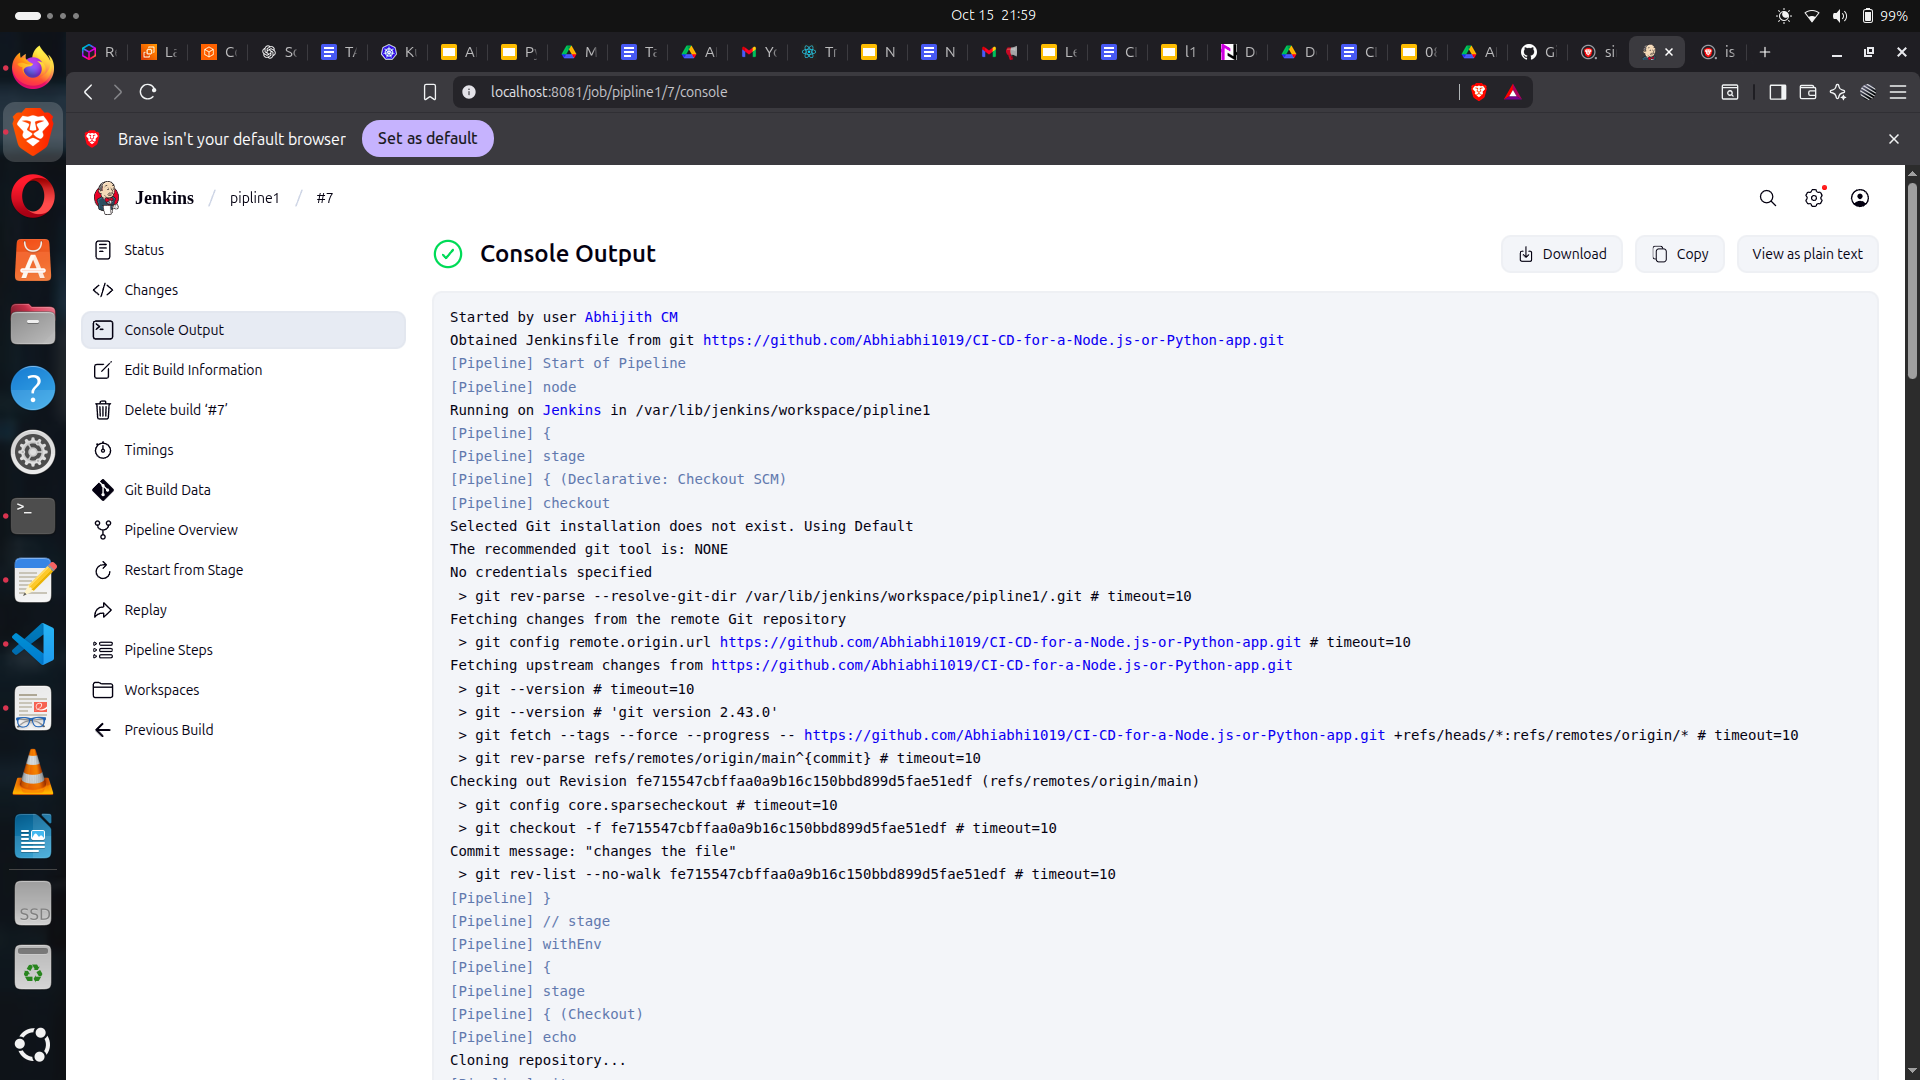 Oct 15 21:59
99%
localhost:8081/job/pipline1/7/console
Brave isn't your default browser
Set as default
Jenkins / pipline1 / #7
Status
Changes
Console Output
Edit Build Information
Delete build ‘#7’
Timings
Git Build Data
Pipeline Overview
Restart from Stage
Replay
Pipeline Steps
Workspaces
Previous Build
Console Output
Download
Copy
View as plain text
Started by user Abhijith CM
Obtained Jenkinsfile from git https://github.com/Abhiabhi1019/CI-CD-for-a-Node.js-or-Python-app.git
[Pipeline] Start of Pipeline
[Pipeline] node
Running on Jenkins in /var/lib/jenkins/workspace/pipline1
[Pipeline] {
[Pipeline] stage
[Pipeline] { (Declarative: Checkout SCM)
[Pipeline] checkout
Selected Git installation does not exist. Using Default
The recommended git tool is: NONE
No credentials specified
> git rev-parse --resolve-git-dir /var/lib/jenkins/workspace/pipline1/.git # timeout=10
Fetching changes from the remote Git repository
> git config remote.origin.url https://github.com/Abhiabhi1019/CI-CD-for-a-Node.js-or-Python-app.git # timeout=10
Fetching upstream changes from https://github.com/Abhiabhi1019/CI-CD-for-a-Node.js-or-Python-app.git
> git --version # timeout=10
> git --version # 'git version 2.43.0'
> git fetch --tags --force --progress -- https://github.com/Abhiabhi1019/CI-CD-for-a-Node.js-or-Python-app.git +refs/heads/*:refs/remotes/origin/* # timeout=10
> git rev-parse refs/remotes/origin/main^{commit} # timeout=10
Checking out Revision fe715547cbffaa0a9b16c150bbd899d5fae51edf (refs/remotes/origin/main)
> git config core.sparsecheckout # timeout=10
> git checkout -f fe715547cbffaa0a9b16c150bbd899d5fae51edf # timeout=10
Commit message: "changes the file"
> git rev-list --no-walk fe715547cbffaa0a9b16c150bbd899d5fae51edf # timeout=10
[Pipeline] }
[Pipeline] // stage
[Pipeline] withEnv
[Pipeline] {
[Pipeline] stage
[Pipeline] { (Checkout)
[Pipeline] echo
Cloning repository...
SSD